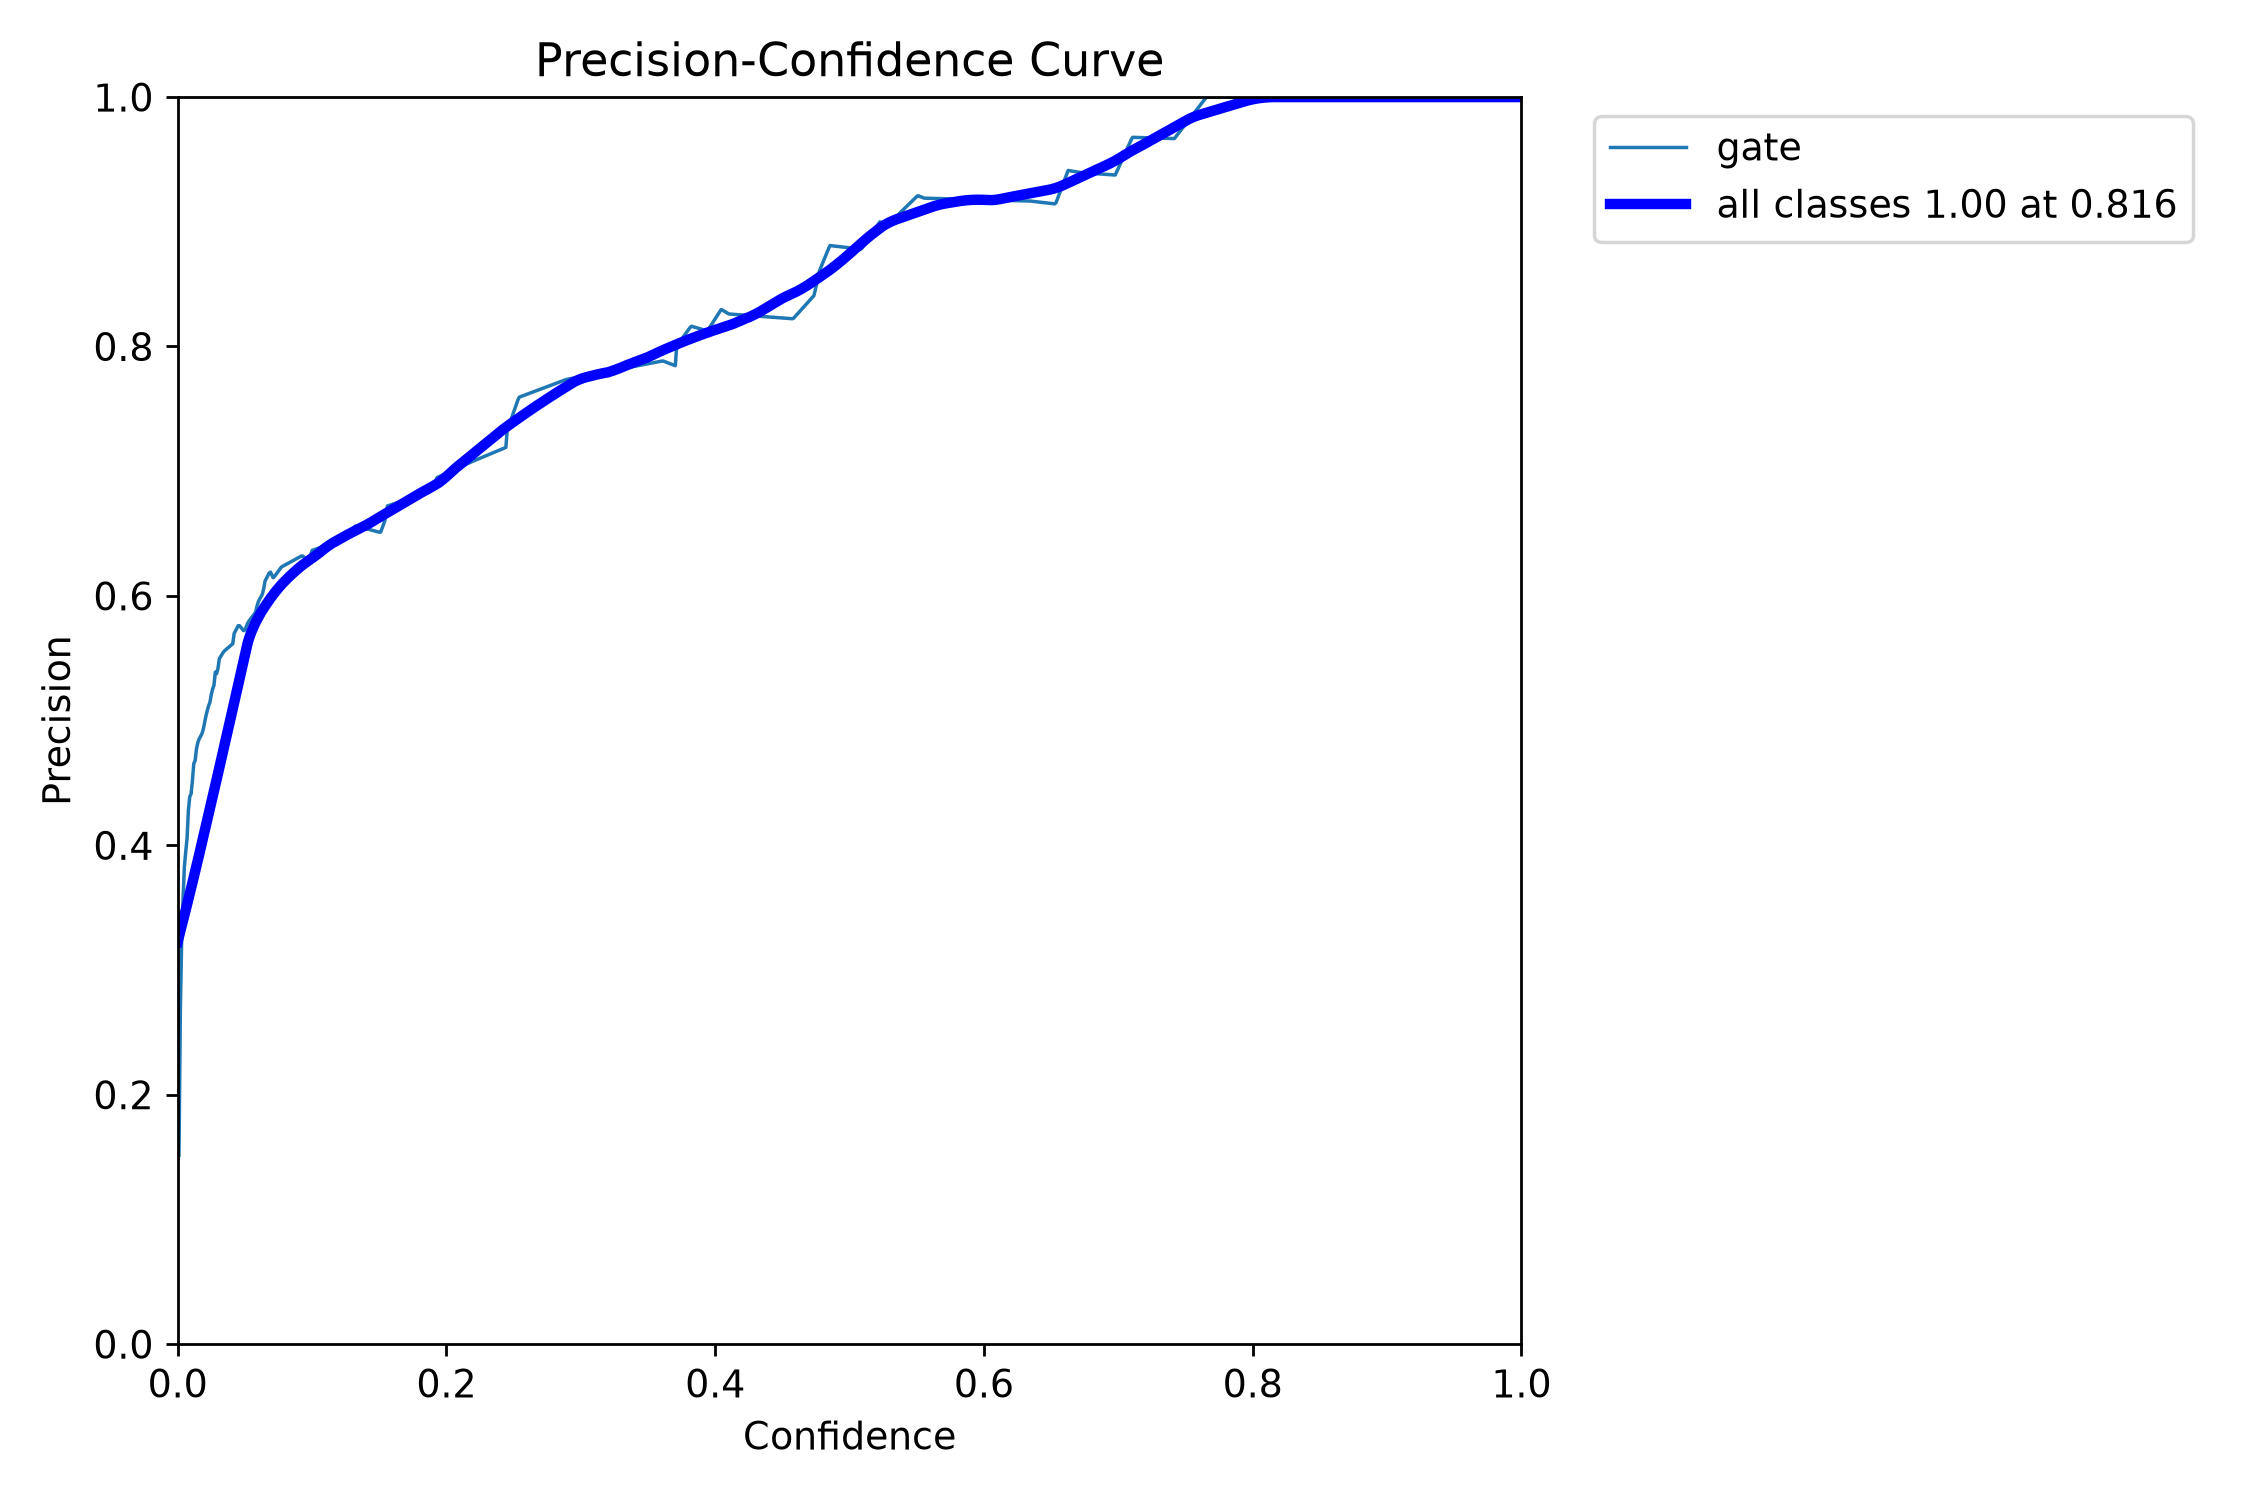 Precision-Confidence Curve
1.0
0.8
0.6
0.4
0.2
0.0
Precision
0.0 0.2 0.4 0.6 0.8 1.0
Confidence
gate
all classes 1.00 at 0.816